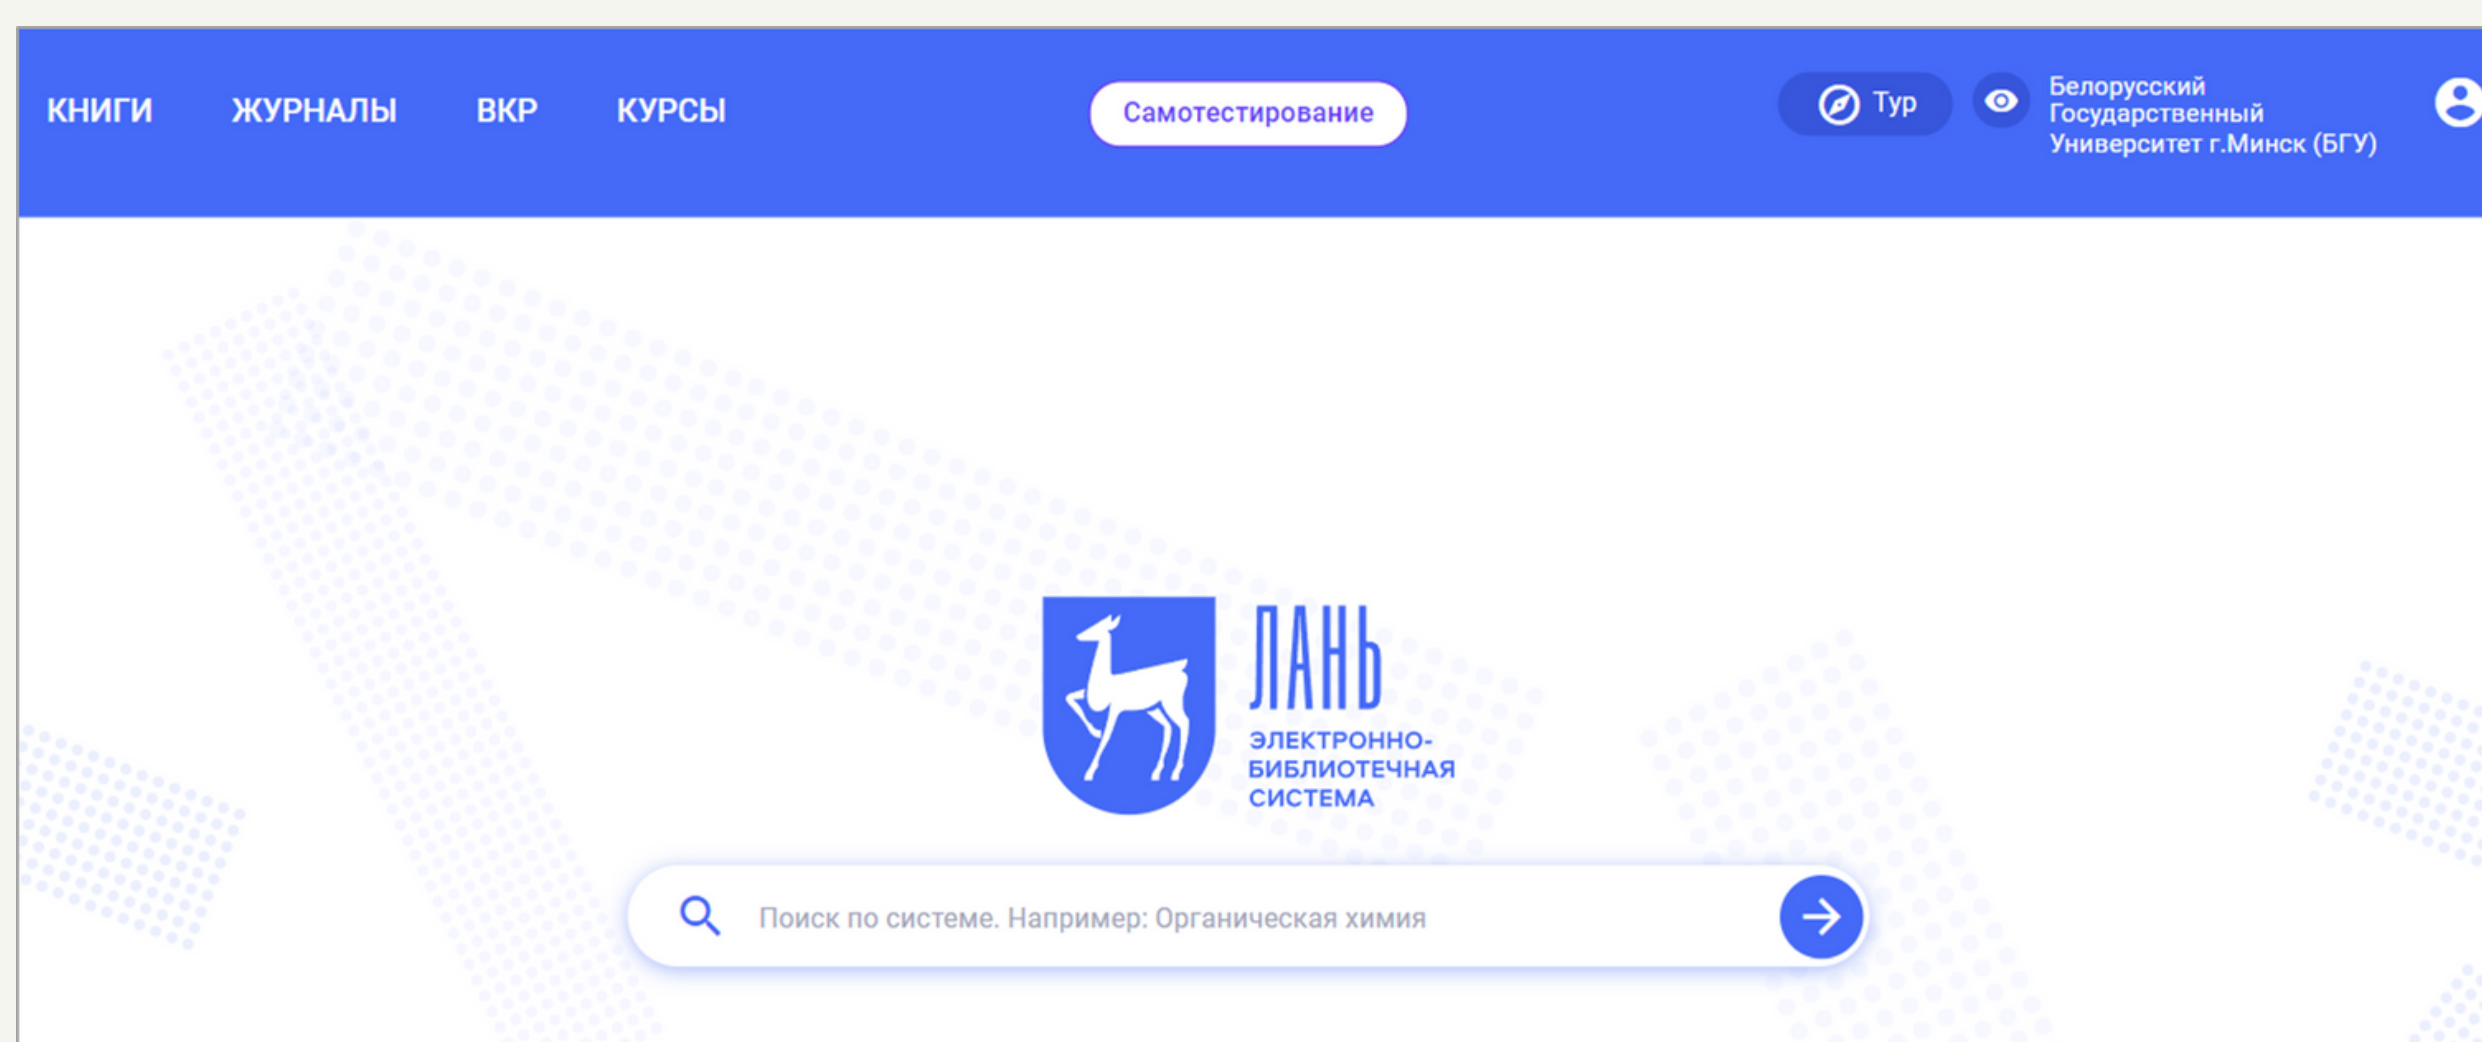 КНИГИ ЖУРНАЛЫ ВКР КУРСЫ Самотестирование Тур
Белорусский
Государственный
Университет г.Минск (БГУ)
ЛАНЬ
ЭЛЕКТРОННО-
БИБЛИОТЕЧНАЯ
СИСТЕМА
Поиск по системе. Например: Органическая химия